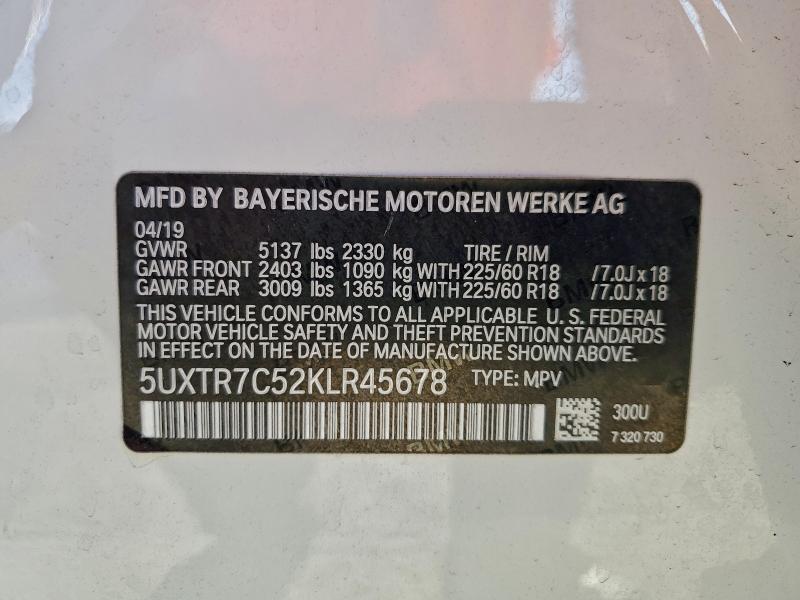 MFD BY BAYERISCHE MOTOREN WERKE AG
04/19
GVWR 5137 lbs 2330 kg TIRE / RIM
GAWR FRONT 2403 lbs 1090 kg WITH 225/60 R18 /7.0J x 18
GAWR REAR 3009 lbs 1365 kg WITH 225/60 R18 /7.0J x 18
THIS VEHICLE CONFORMS TO ALL APPLICABLE U. S. FEDERAL
MOTOR VEHICLE SAFETY AND THEFT PREVENTION STANDARDS
IN EFFECT ON THE DATE OF MANUFACTURE SHOWN ABOVE.
5UXTR7C52KLR45678 TYPE: MPV
300U
7 320 730